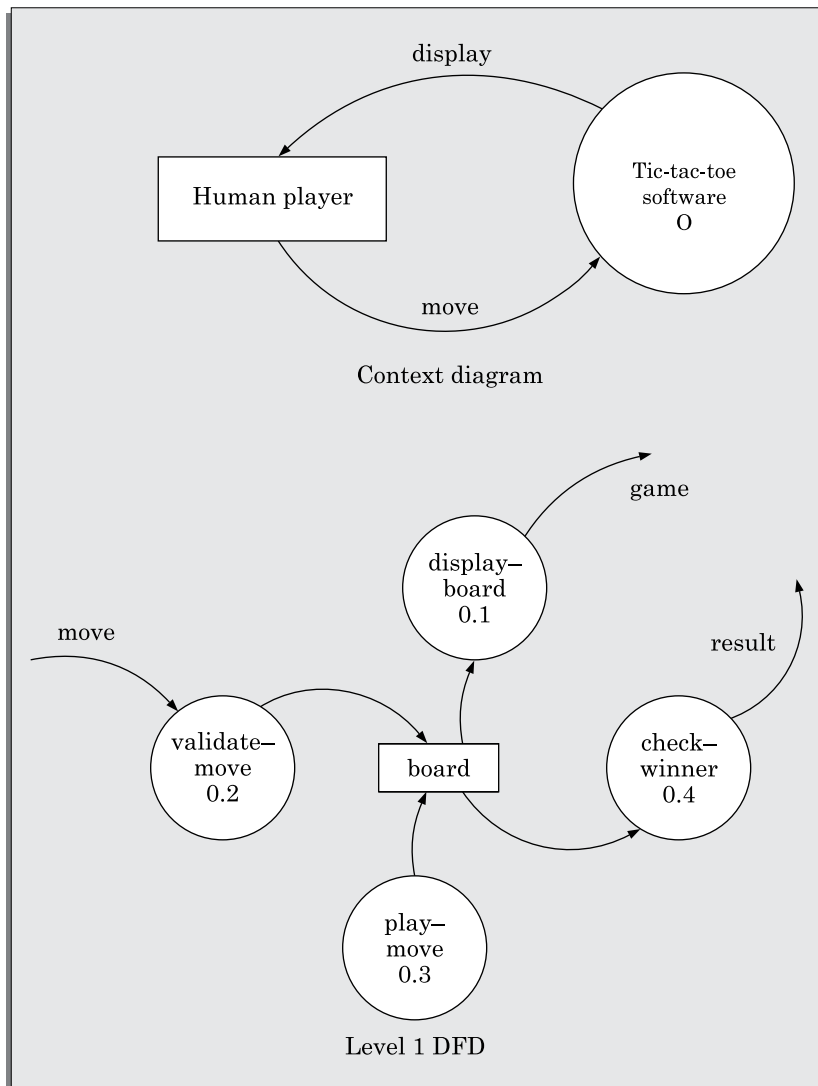 display
Human player
Tic-tac-toe
software
O
move
Context diagram
game
display–
board
0.1
move
result
validate–
move
0.2
board
check–
winner
0.4
play–
move
0.3
Level 1 DFD